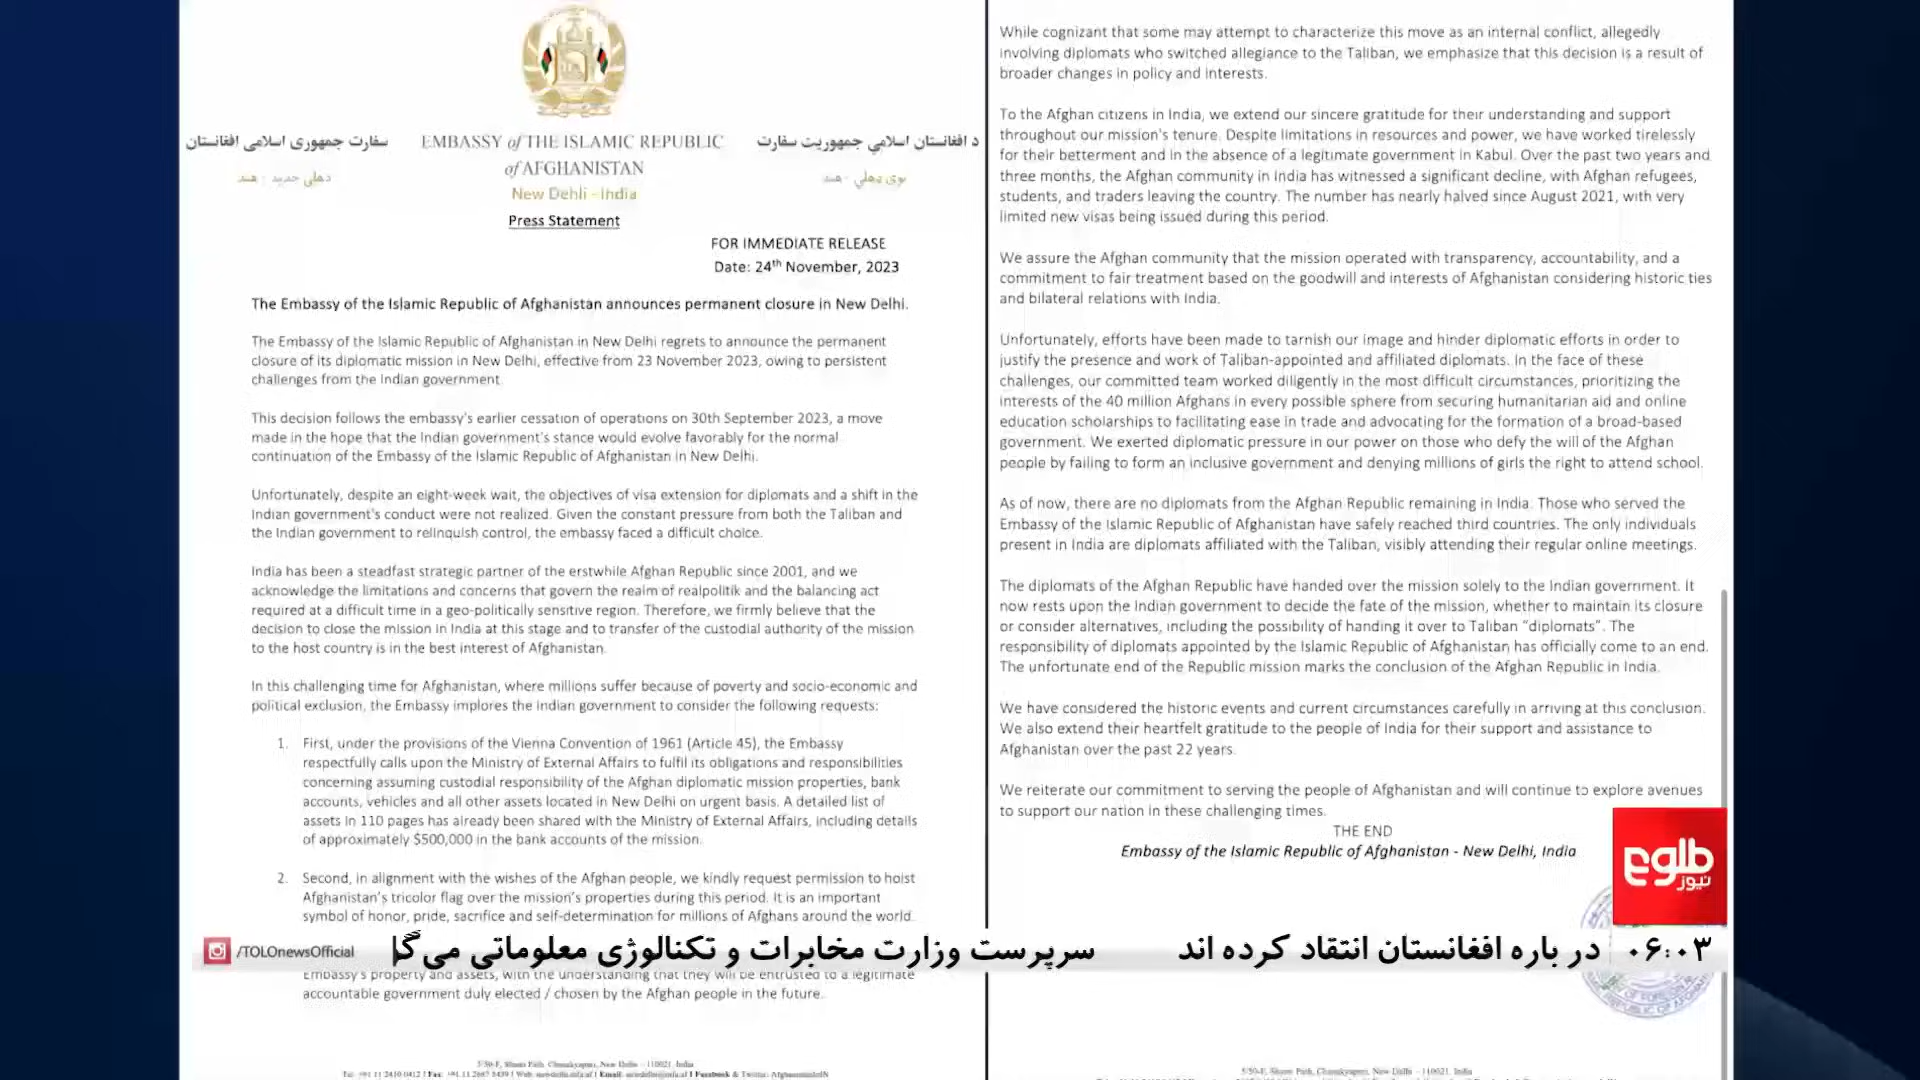 سفارت جمهوری اسلامی افغانستان
دهلی جدید - هند
EMBASSY of THE ISLAMIC REPUBLIC
of AFGHANISTAN
New Dehli - India
د افغانستان اسلامي جمهوریت سفارت
نوی دهلي - هند
Press Statement
FOR IMMEDIATE RELEASE
Date: 24th November, 2023
The Embassy of the Islamic Republic of Afghanistan announces permanent closure in New Delhi.
The Embassy of the Islamic Republic of Afghanistan in New Delhi regrets to announce the permanent
closure of its diplomatic mission in New Delhi, effective from 23 November 2023, owing to persistent
challenges from the Indian government.
This decision follows the embassy's earlier cessation of operations on 30th September 2023, a move
made in the hope that the Indian government's stance would evolve favorably for the normal
continuation of the Embassy of the Islamic Republic of Afghanistan in New Delhi.
Unfortunately, despite an eight-week wait, the objectives of visa extension for diplomats and a shift in the
Indian government's conduct were not realized. Given the constant pressure from both the Taliban and
the Indian government to relinquish control, the embassy faced a difficult choice.
India has been a steadfast strategic partner of the erstwhile Afghan Republic since 2001, and we
acknowledge the limitations and concerns that govern the realm of realpolitik and the balancing act
required at a difficult time in a geo-politically sensitive region. Therefore, we firmly believe that the
decision to close the mission in India at this stage and to transfer of the custodial authority of the mission
to the host country is in the best interest of Afghanistan.
In this challenging time for Afghanistan, where millions suffer because of poverty and socio-economic and
political exclusion, the Embassy implores the Indian government to consider the following requests:
1. First, under the provisions of the Vienna Convention of 1961 (Article 45), the Embassy
respectfully calls upon the Ministry of External Affairs to fulfil its obligations and responsibilities
concerning assuming custodial responsibility of the Afghan diplomatic mission properties, bank
accounts, vehicles and all other assets located in New Delhi on urgent basis. A detailed list of
assets in 110 pages has already been shared with the Ministry of External Affairs, including details
of approximately $500,000 in the bank accounts of the mission.
2. Second, in alignment with the wishes of the Afghan people, we kindly request permission to hoist
Afghanistan's tricolor flag over the mission's properties during this period. It is an important
symbol of honor, pride, sacrifice and self-determination for millions of Afghans around the world.
Embassy's property and assets, with the understanding that they will be entrusted to a legitimate
accountable government duly elected / chosen by the Afghan people in the future.
5/50-F, Shanti Path, Chanakyapuri, New Delhi – 110021, India
While cognizant that some may attempt to characterize this move as an internal conflict, allegedly
involving diplomats who switched allegiance to the Taliban, we emphasize that this decision is a result of
broader changes in policy and interests.
To the Afghan citizens in India, we extend our sincere gratitude for their understanding and support
throughout our mission's tenure. Despite limitations in resources and power, we have worked tirelessly
for their betterment and in the absence of a legitimate government in Kabul. Over the past two years and
three months, the Afghan community in India has witnessed a significant decline, with Afghan refugees,
students, and traders leaving the country. The number has nearly halved since August 2021, with very
limited new visas being issued during this period.
We assure the Afghan community that the mission operated with transparency, accountability, and a
commitment to fair treatment based on the goodwill and interests of Afghanistan considering historic ties
and bilateral relations with India.
Unfortunately, efforts have been made to tarnish our image and hinder diplomatic efforts in order to
justify the presence and work of Taliban-appointed and affiliated diplomats. In the face of these
challenges, our committed team worked diligently in the most difficult circumstances, prioritizing the
interests of the 40 million Afghans in every possible sphere from securing humanitarian aid and online
education scholarships to facilitating ease in trade and advocating for the formation of a broad-based
government. We exerted diplomatic pressure in our power on those who defy the will of the Afghan
people by failing to form an inclusive government and denying millions of girls the right to attend school.
As of now, there are no diplomats from the Afghan Republic remaining in India. Those who served the
Embassy of the Islamic Republic of Afghanistan have safely reached third countries. The only individuals
present in India are diplomats affiliated with the Taliban, visibly attending their regular online meetings.
The diplomats of the Afghan Republic have handed over the mission solely to the Indian government. It
now rests upon the Indian government to decide the fate of the mission, whether to maintain its closure
or consider alternatives, including the possibility of handing it over to Taliban “diplomats”. The
responsibility of diplomats appointed by the Islamic Republic of Afghanistan has officially come to an end.
The unfortunate end of the Republic mission marks the conclusion of the Afghan Republic in India.
We have considered the historic events and current circumstances carefully in arriving at this conclusion.
We also extend their heartfelt gratitude to the people of India for their support and assistance to
Afghanistan over the past 22 years.
We reiterate our commitment to serving the people of Afghanistan and will continue to explore avenues
to support our nation in these challenging times.
THE END
Embassy of the Islamic Republic of Afghanistan - New Delhi, India
5/50-F, Shanti Path, Chanakyapuri, New Delhi – 110021, India
طلوع
نیوز
۰۶:۰۳
در باره افغانستان انتقاد کرده اند سرپرست وزارت مخابرات و تکنالوژی معلوماتی می‌گ
/TOLOnewsOfficial